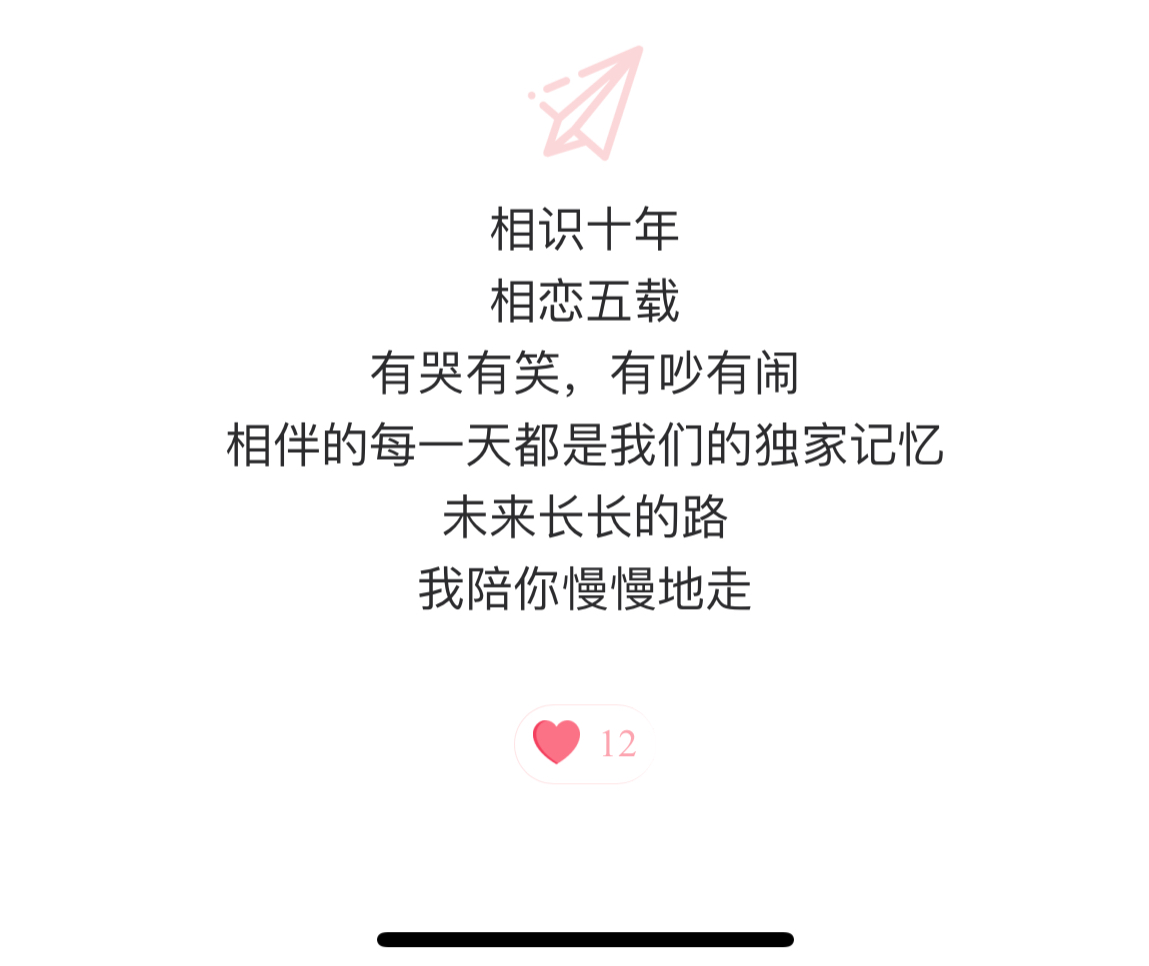 相识十年
相恋五载
有哭有笑，有吵有闹
相伴的每一天都是我们的独家记忆
未来长长的路
我陪你慢慢地走
12